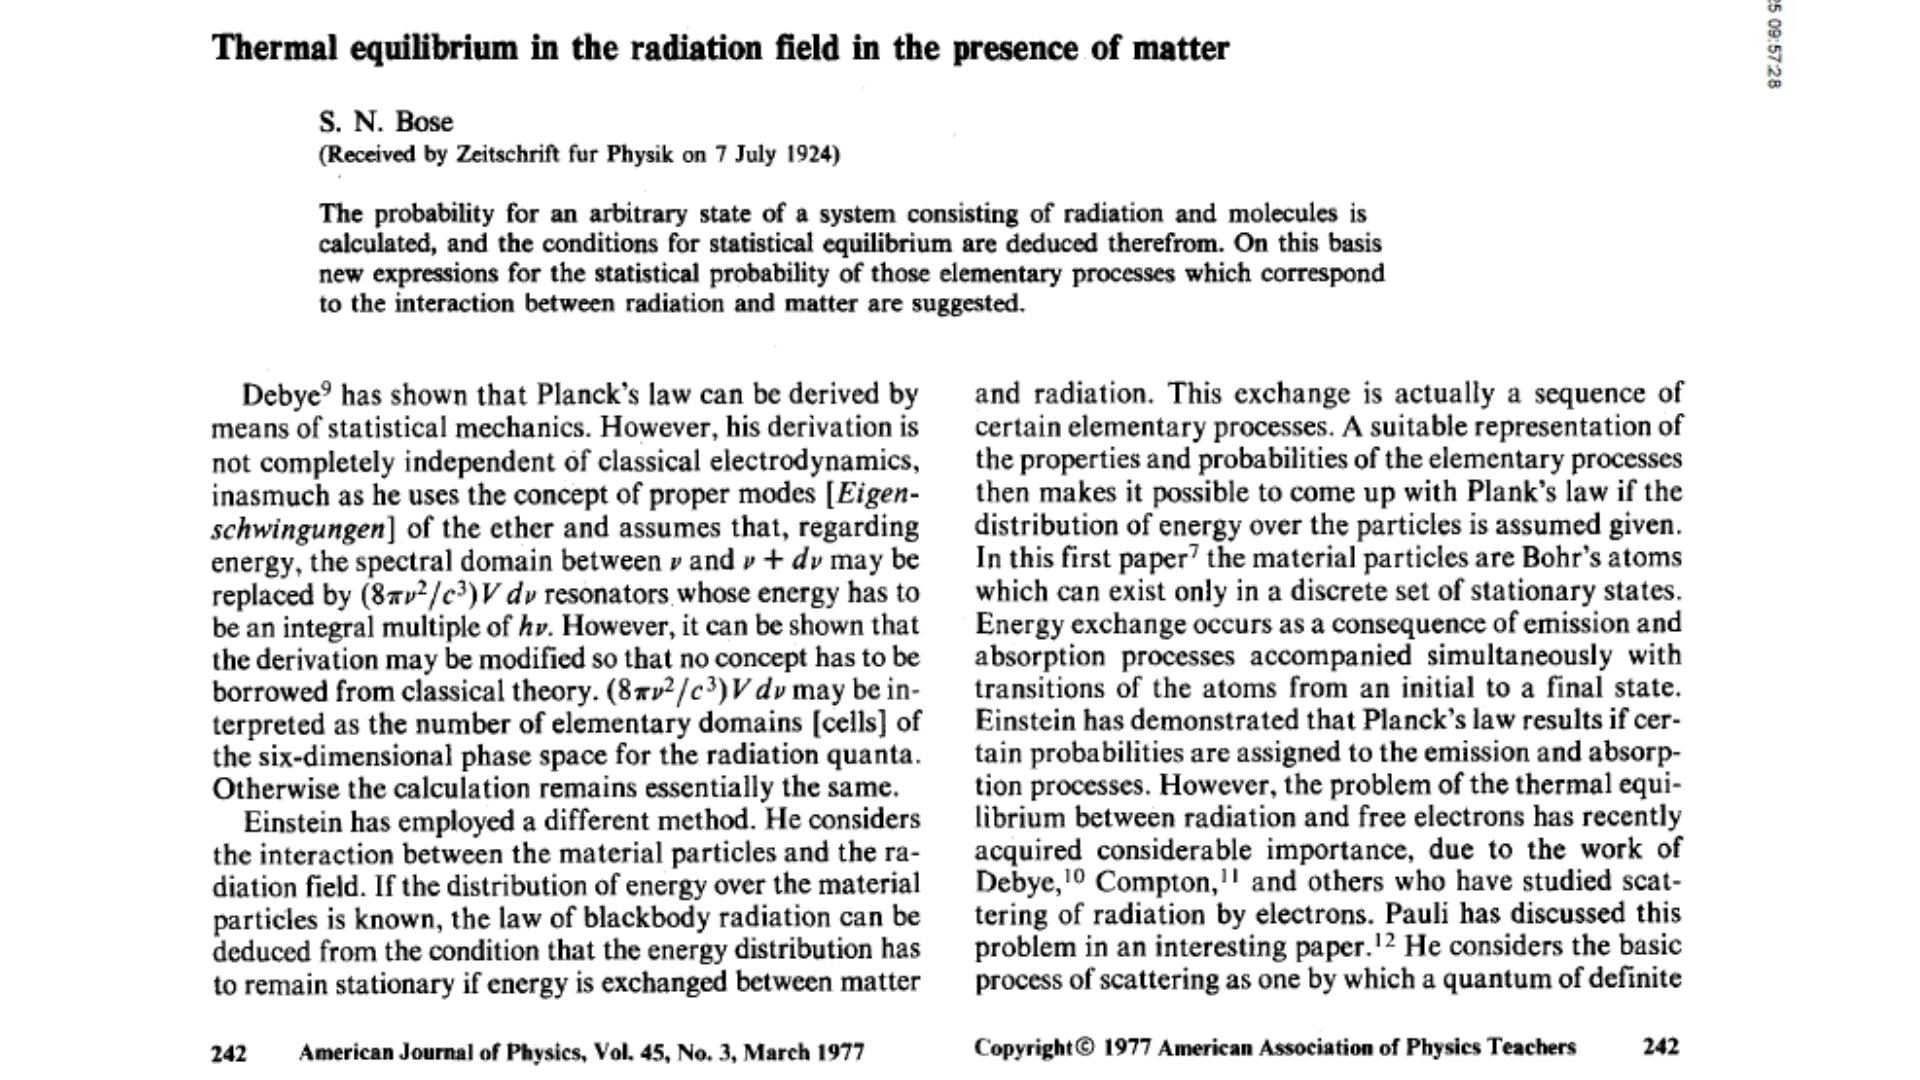 Thermal equilibrium in the radiation field in the presence of matter
S. N. Bose
(Received by Zeitschrift fur Physik on 7 July 1924)
The probability for an arbitrary state of a system consisting of radiation and molecules is
calculated, and the conditions for statistical equilibrium are deduced therefrom. On this basis
new expressions for the statistical probability of those elementary processes which correspond
to the interaction between radiation and matter are suggested.
Debye⁹ has shown that Planck's law can be derived by
means of statistical mechanics. However, his derivation is
not completely independent of classical electrodynamics,
inasmuch as he uses the concept of proper modes [Eigen-
schwingungen] of the ether and assumes that, regarding
energy, the spectral domain between ν and ν + dν may be
replaced by (8πν²/c³)V dν resonators whose energy has to
be an integral multiple of hν. However, it can be shown that
the derivation may be modified so that no concept has to be
borrowed from classical theory. (8πν²/c³)V dν may be in-
terpreted as the number of elementary domains [cells] of
the six-dimensional phase space for the radiation quanta.
Otherwise the calculation remains essentially the same.
Einstein has employed a different method. He considers
the interaction between the material particles and the ra-
diation field. If the distribution of energy over the material
particles is known, the law of blackbody radiation can be
deduced from the condition that the energy distribution has
to remain stationary if energy is exchanged between matter
and radiation. This exchange is actually a sequence of
certain elementary processes. A suitable representation of
the properties and probabilities of the elementary processes
then makes it possible to come up with Plank's law if the
distribution of energy over the particles is assumed given.
In this first paper⁷ the material particles are Bohr's atoms
which can exist only in a discrete set of stationary states.
Energy exchange occurs as a consequence of emission and
absorption processes accompanied simultaneously with
transitions of the atoms from an initial to a final state.
Einstein has demonstrated that Planck's law results if cer-
tain probabilities are assigned to the emission and absorp-
tion processes. However, the problem of the thermal equi-
librium between radiation and free electrons has recently
acquired considerable importance, due to the work of
Debye,¹⁰ Compton,¹¹ and others who have studied scat-
tering of radiation by electrons. Pauli has discussed this
problem in an interesting paper.¹² He considers the basic
process of scattering as one by which a quantum of definite
242 American Journal of Physics, Vol. 45, No. 3, March 1977
Copyright© 1977 American Association of Physics Teachers 242
5 09:57:28